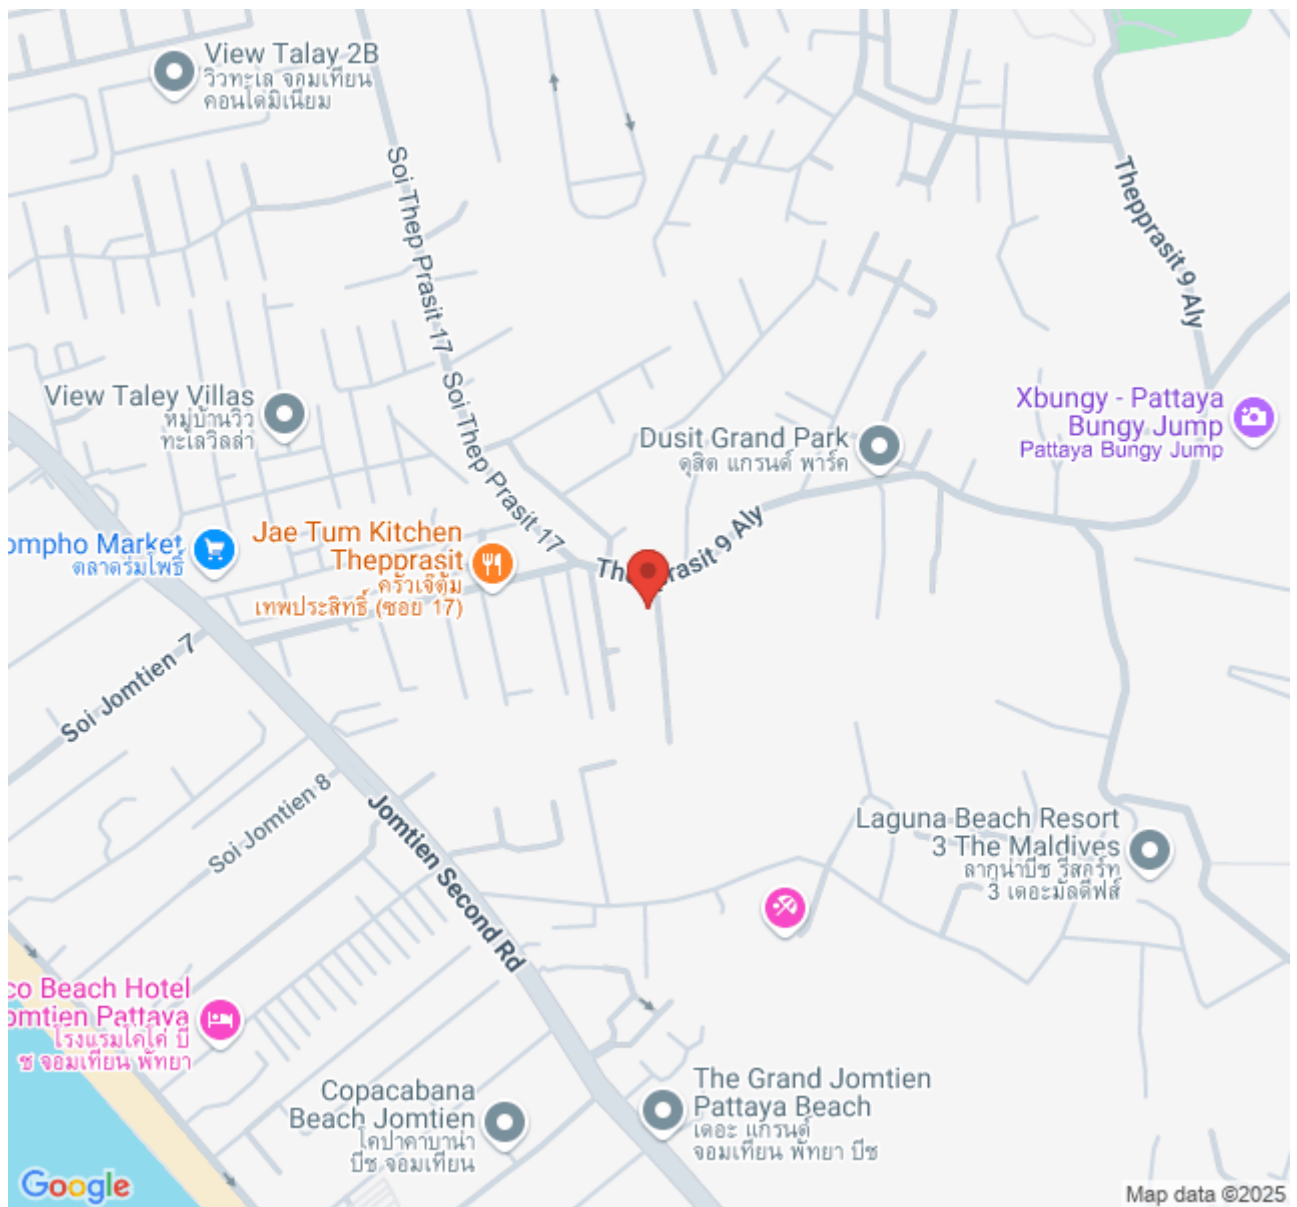 View Talay 2B
วิวทะเล จอมเทียน
คอนโดมิเนียม
Soi Thep Prasit 17
Thepprasit 9 Aly
View Taley Villas
หมู่บ้านวิว
ทะเลวิลล่า
Soi Thep Prasit 17
Xbungy - Pattaya
Bungy Jump
Pattaya Bungy Jump
Dusit Grand Park
ดุสิต แกรนด์ พาร์ค
ompho Market
ตลาดร่มโพธิ์
Jae Tum Kitchen
Thepprasit
ครัวเจ๊ตุ้ม
เทพประสิทธิ์ (ซอย 17)
The prasit 9 Aly
Soi Jomtien 7
Soi Jomtien 8
Jomtien Second Rd
Laguna Beach Resort
3 The Maldives
ลากูน่าบีช รีสอร์ท
3 เดอะมัลดีฟส์
co Beach Hotel
omtien Pattaya
โรงแรมโคโค่ บี
ช จอมเทียน พัทยา
Copacabana
Beach Jomtien
โคปาคาบาน่า
บีช จอมเทียน
The Grand Jomtien
Pattaya Beach
เดอะ แกรนด์
จอมเทียน พัทยา บีช
Google
Map data ©2025